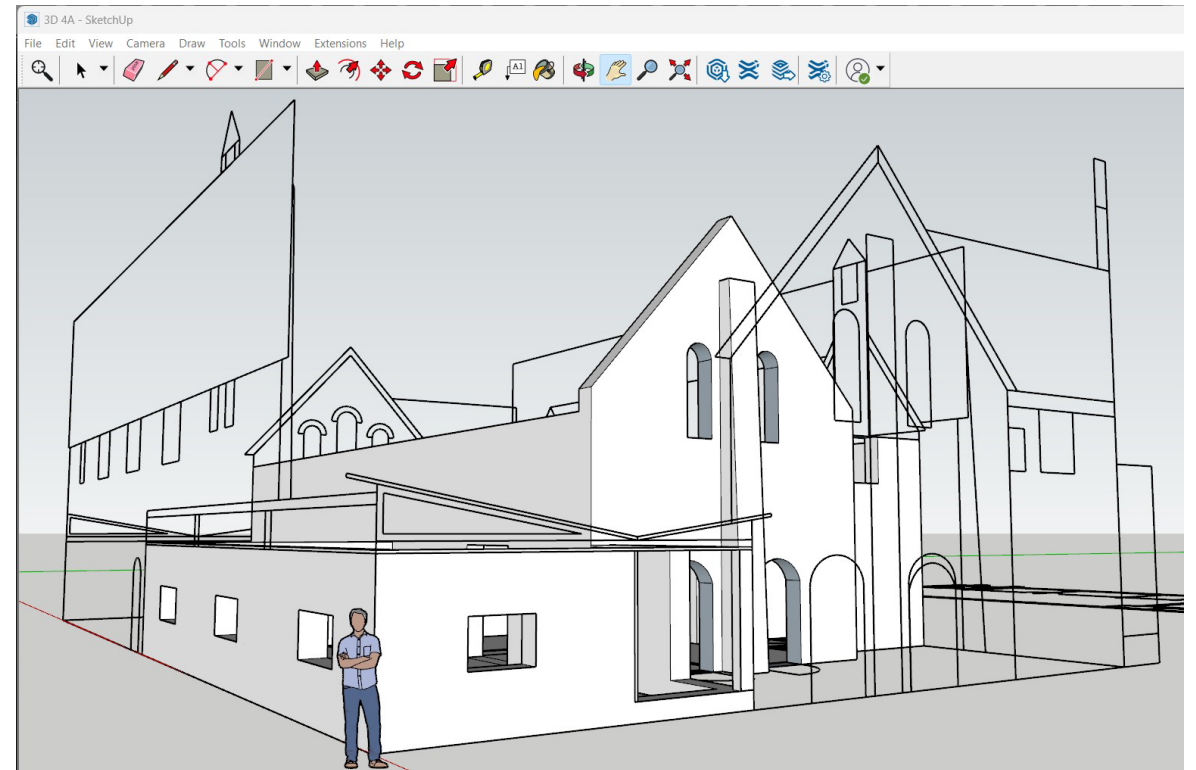 3D 4A - SketchUp
File Edit View Camera Draw Tools Window Extensions Help
A1